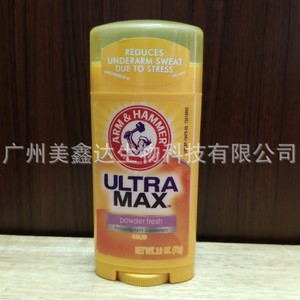 REDUCES
UNDERARM SWEAT
DUE TO STRESS
ARM & HAMMER
广州美鑫达生物科技有限公司
ULTRA
MAX
powder fresh
SOLID